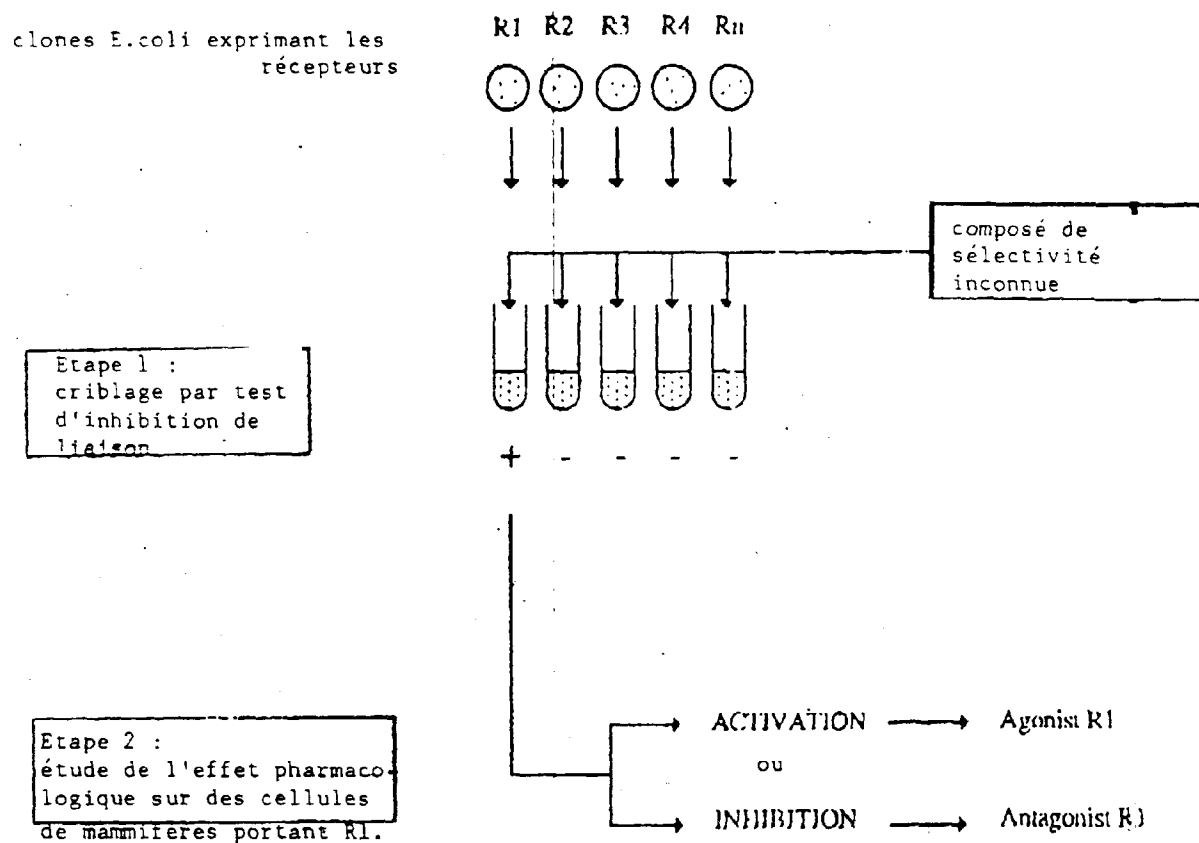 R1 R2 R3 R4 Rn
clones E.coli exprimant les
récepteurs
composé de
sélectivité
inconnue
Etape 1 :
criblage par test
d'inhibition de
liaison
+ - - - -
Etape 2 :
étude de l'effet pharmaco-
logique sur des cellules
de mammifères portant R1.
ACTIVATION Agonist R1
ou
INHIBITION Antagonist R1